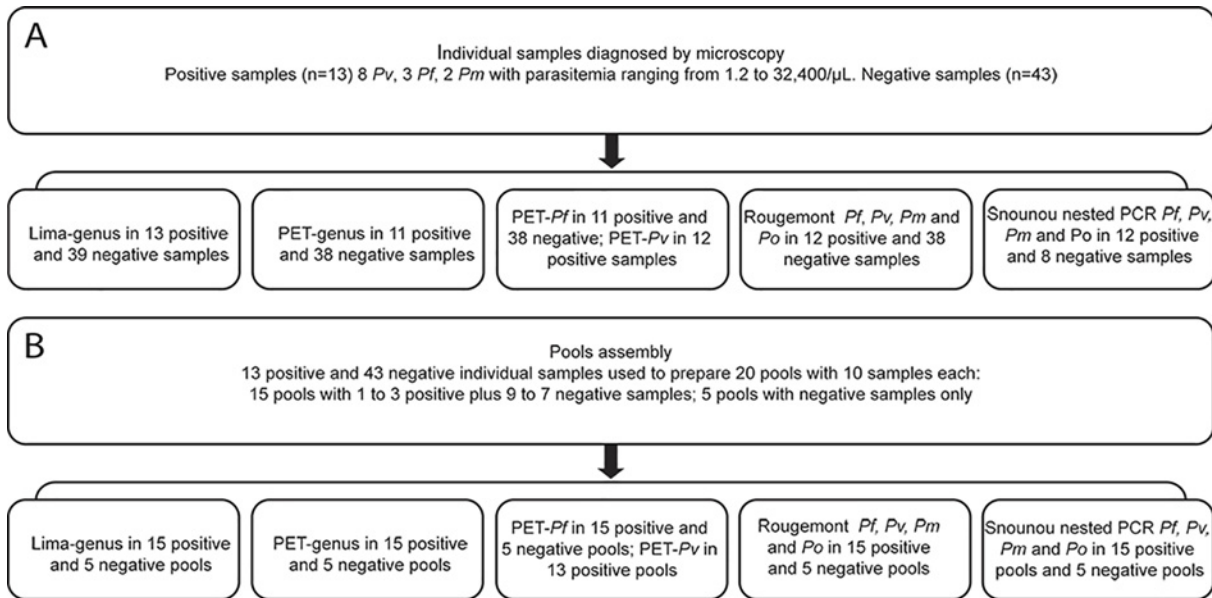 A
Individual samples diagnosed by microscopy
Positive samples (n=13) 8 Pv, 3 Pf, 2 Pm with parasitemia ranging from 1.2 to 32,400/µL. Negative samples (n=43)
Lima-genus in 13 positive
and 39 negative samples
PET-genus in 11 positive
and 38 negative samples
PET-Pf in 11 positive and
38 negative; PET-Pv in 12
positive samples
Rougemont Pf, Pv, Pm and
Po in 12 positive and 38
negative samples
Snounou nested PCR Pf, Pv,
Pm and Po in 12 positive
and 8 negative samples
B
Pools assembly
13 positive and 43 negative individual samples used to prepare 20 pools with 10 samples each:
15 pools with 1 to 3 positive plus 9 to 7 negative samples; 5 pools with negative samples only
Lima-genus in 15 positive
and 5 negative pools
PET-genus in 15 positive
and 5 negative pools
PET-Pf in 15 positive and
5 negative pools; PET-Pv in
13 positive pools
Rougemont Pf, Pv, Pm
and Po in 15 positive
and 5 negative pools
Snounou nested PCR Pf, Pv,
Pm and Po in 15 positive
pools and 5 negative pools